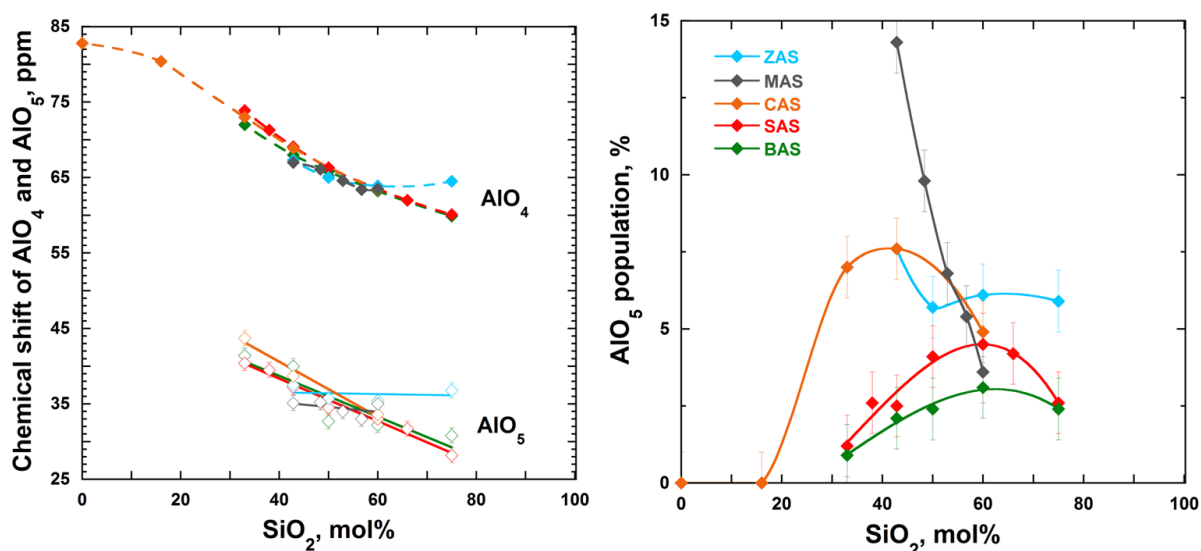 Chemical shift of AlO4 and AlO5, ppm
85
75
65
55
45
35
25
AlO4
AlO5
0
20
40
60
80
100
SiO2, mol%
AlO5 population, %
15
10
5
0
ZAS
MAS
CAS
SAS
BAS
20
40
60
80
100
SiO2, mol%